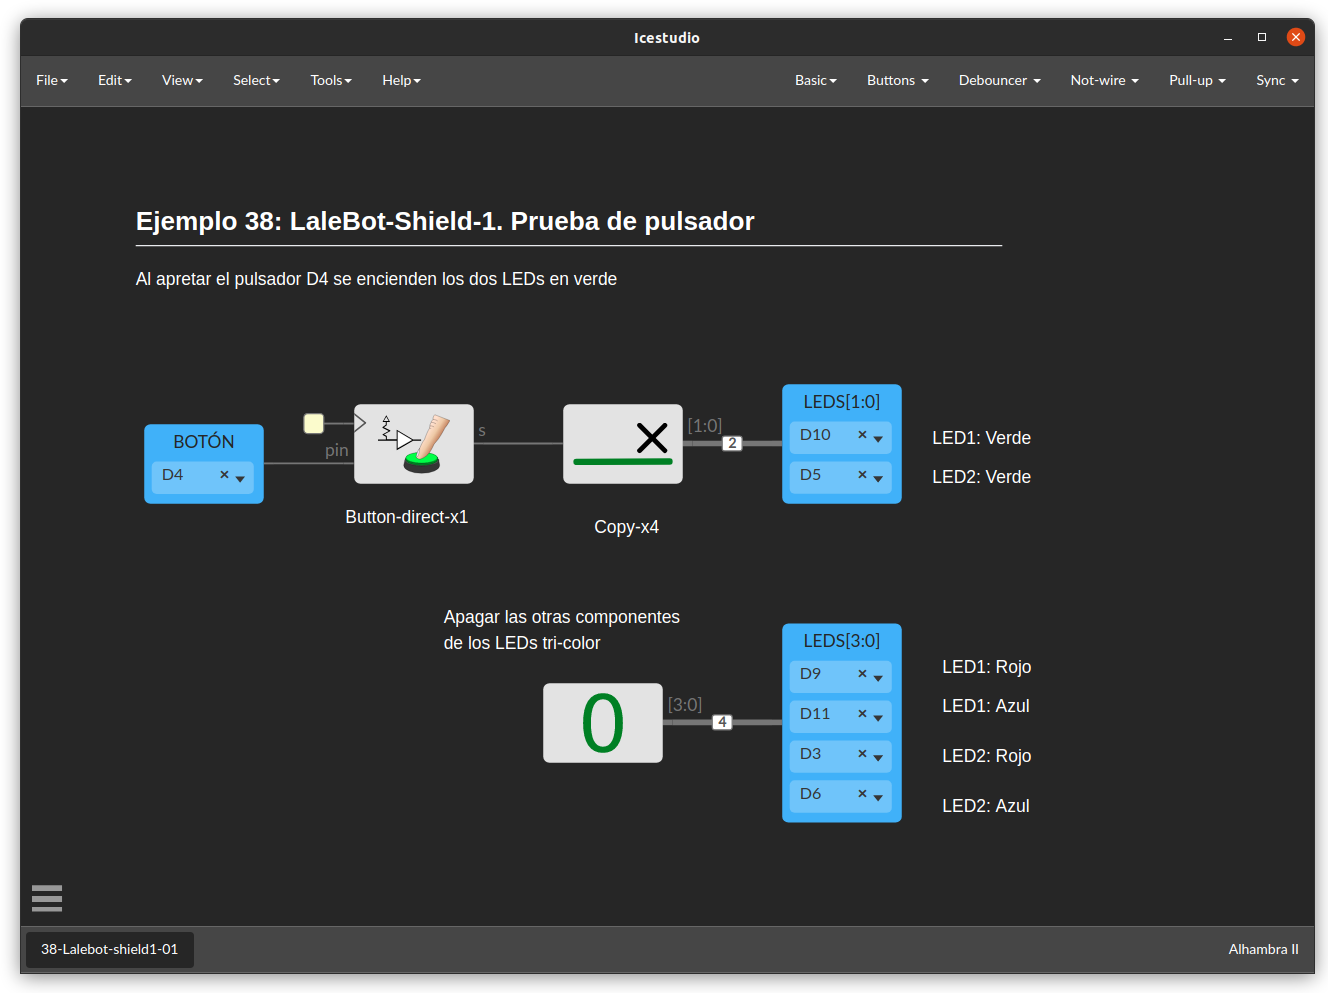 Icestudio
File Edit View Select Tools Help Basic Buttons Debouncer Not-wire Pull-up Sync
Ejemplo 38: LaleBot-Shield-1. Prueba de pulsador
Al apretar el pulsador D4 se encienden los dos LEDs en verde
BOTÓN
D4
pin
s
Button-direct-x1
Copy-x4
[1:0]
2
LEDS[1:0]
D10
D5
LED1: Verde
LED2: Verde
Apagar las otras componentes
de los LEDs tri-color
0
[3:0]
4
LEDS[3:0]
D9
D11
D3
D6
LED1: Rojo
LED1: Azul
LED2: Rojo
LED2: Azul
38-Lalebot-shield1-01
Alhambra II